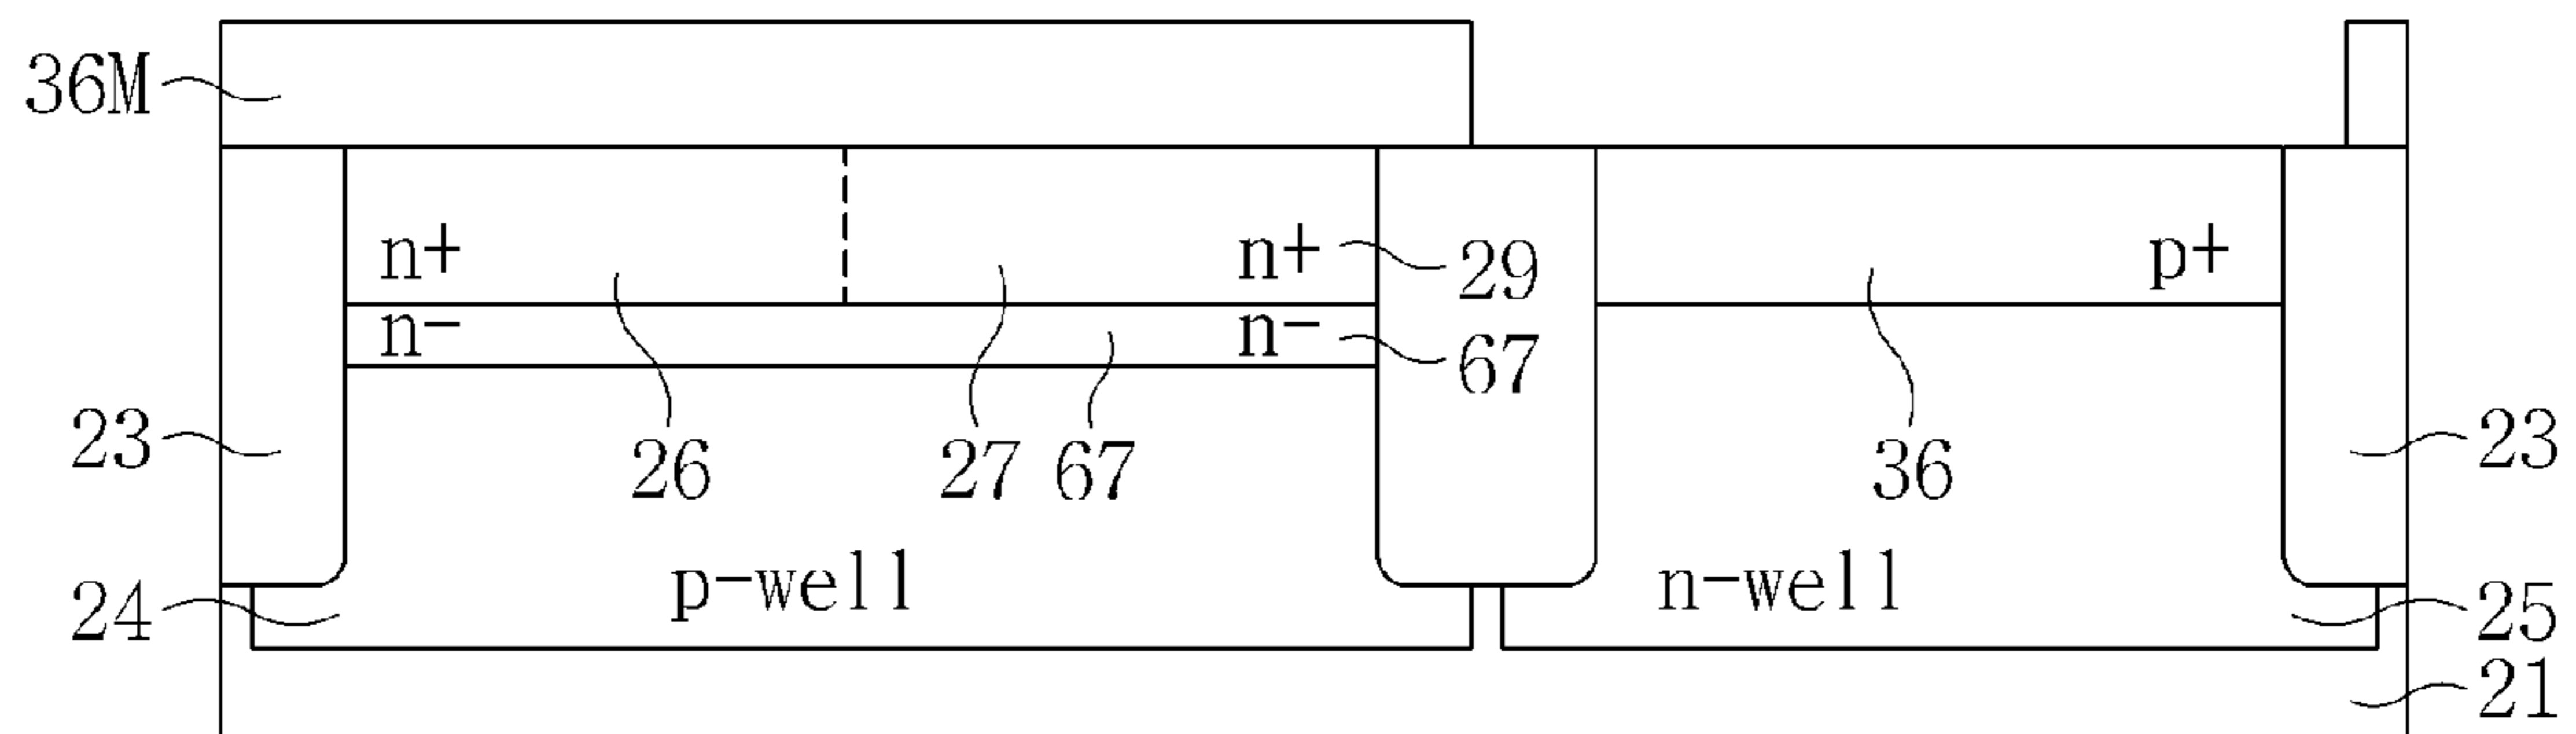 36M
n+ n+ 29 p+
n- n- 67
23 26 27 67 36 23
p-well n-well
24 25
21